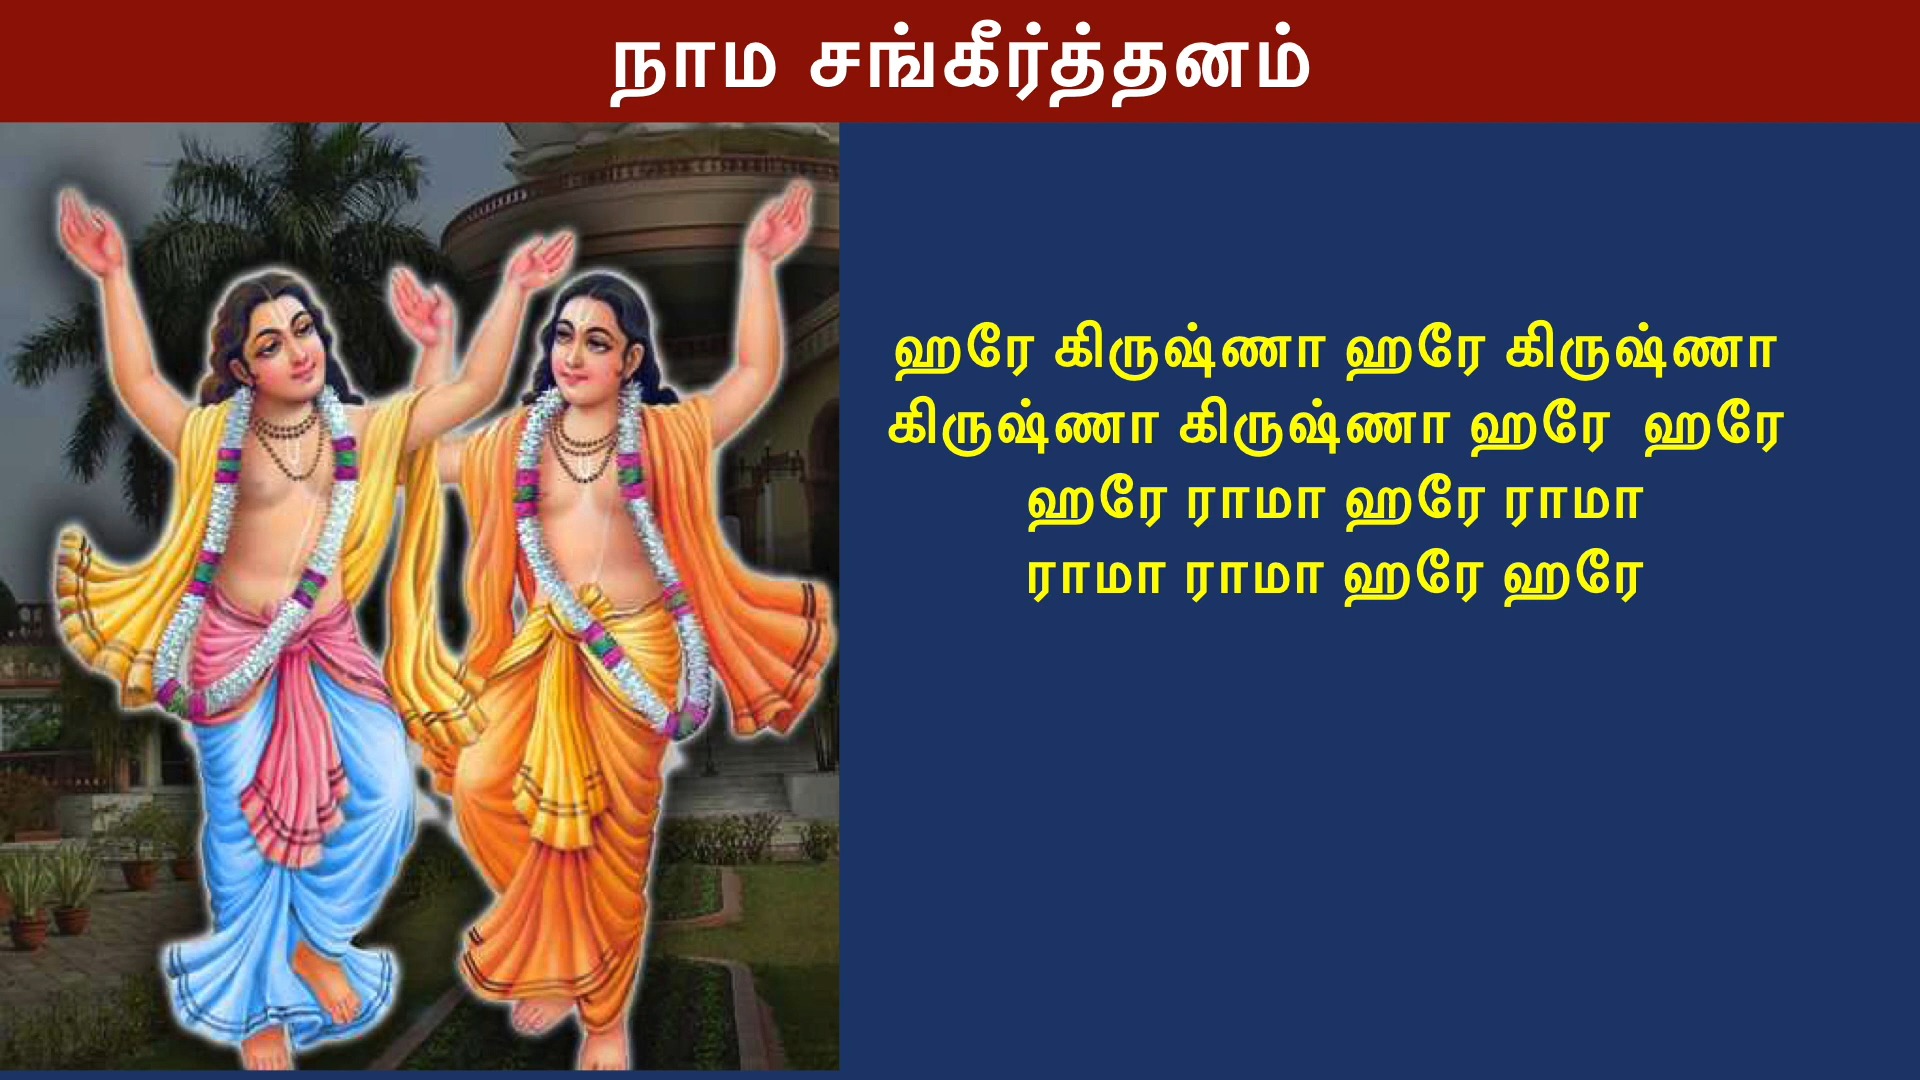 நாம சங்கீர்த்தனம்
ஹரே கிருஷ்ணா ஹரே கிருஷ்ணா
கிருஷ்ணா கிருஷ்ணா ஹரே ஹரே
ஹரே ராமா ஹரே ராமா
ராமா ராமா ஹரே ஹரே